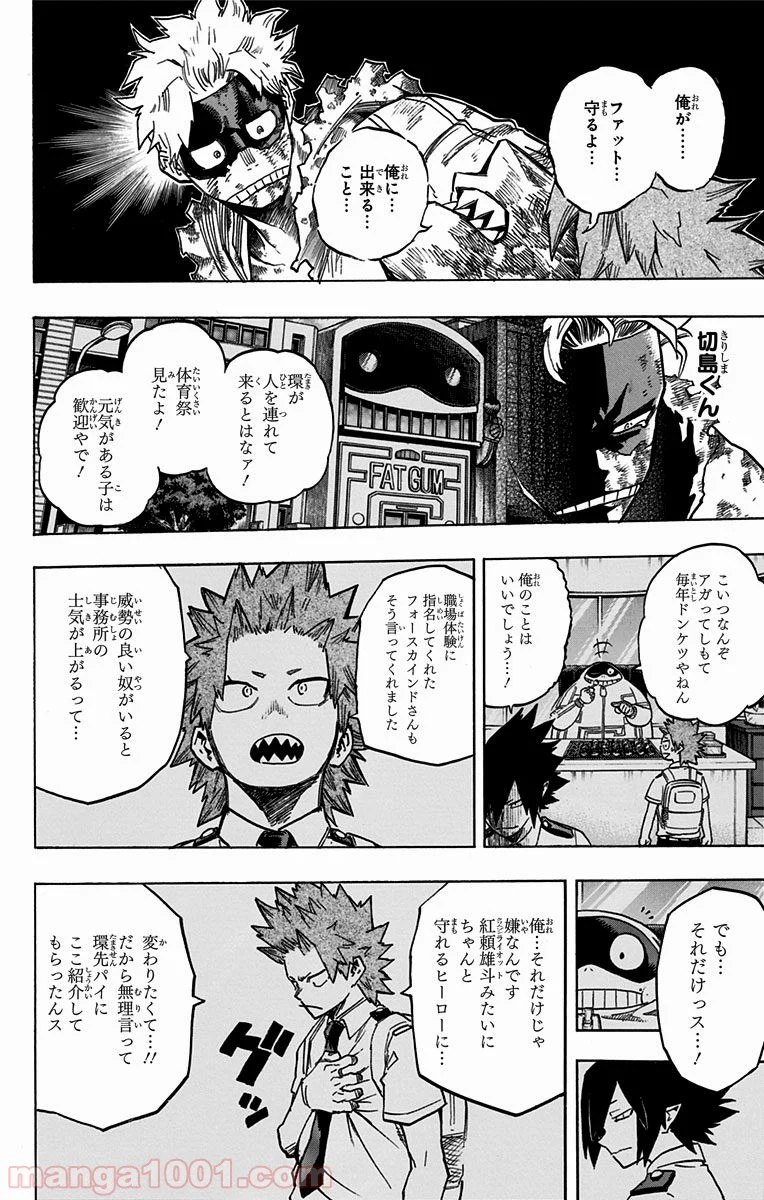 俺が……
ファット…
守るよ…
俺に…
出来る
こと…
切島くん
環が
人を連れて
来るとはなァ！
体育祭
見たよ！
元気がある子は
歓迎やで！
FAT GUM
こいつなんぞ
アガってしもて
毎年ドンケツやねん
俺のことは
いいでしょう…！
職場体験に
指名してくれた
フォースカインドさんも
そう言ってくれました
威勢の良い奴がいると
事務所の
士気が上がるって…
でも…
それだけっス…！
俺…それだけじゃ
嫌なんです
紅頼雄斗みたいに
ちゃんと
守れるヒーローに…
変わりたくて…!!
だから無理言って
環先パイに
ここ紹介して
もらったんス
グッ
manga1001.com